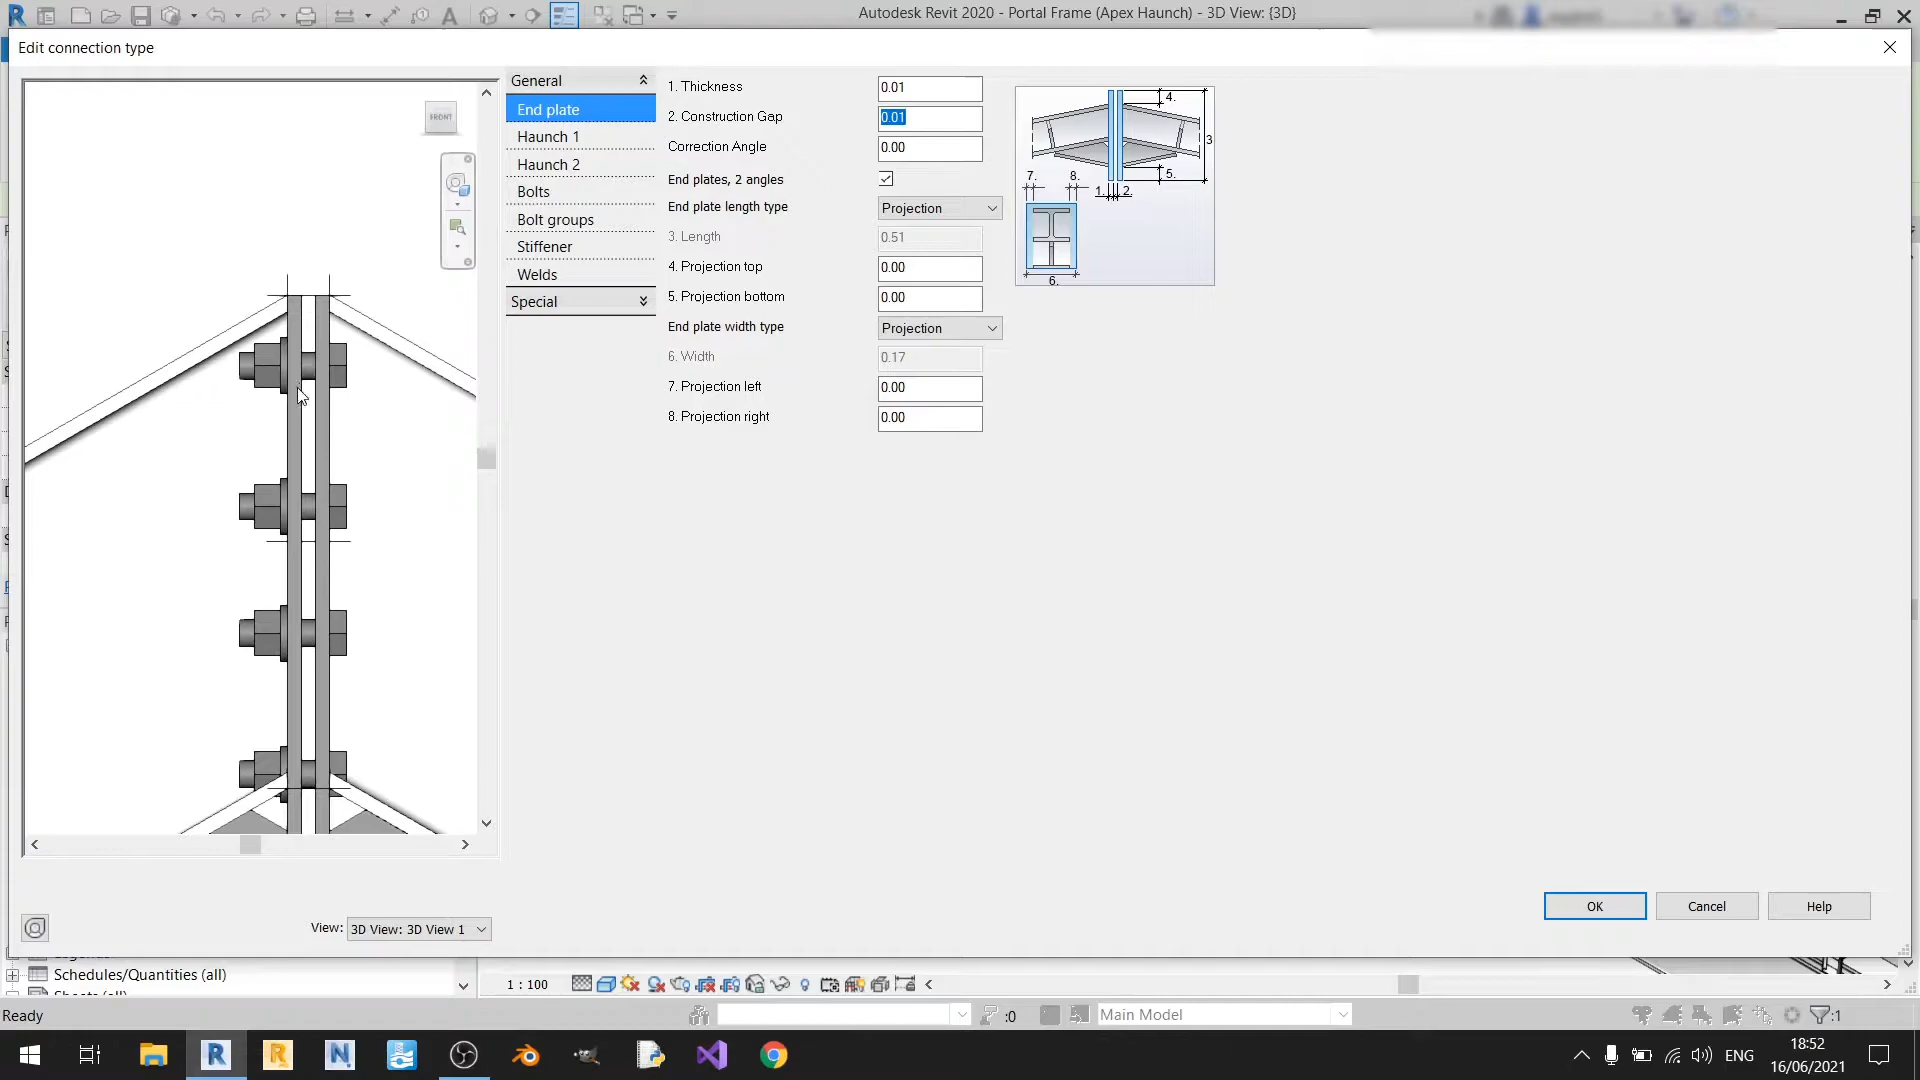 Autodesk Revit 2020 - Portal Frame (Apex Haunch) - 3D View: {3D}
Edit connection type
FRONT
General
End plate
Haunch 1
Haunch 2
Bolts
Bolt groups
Stiffener
Welds
Special
1. Thickness 0.01
2. Construction Gap 0.01
Correction Angle 0.00
End plates, 2 angles
End plate length type Projection
3. Length 0.51
4. Projection top 0.00
5. Projection bottom 0.00
End plate width type Projection
6. Width 0.17
7. Projection left 0.00
8. Projection right 0.00
4.
3
5.
7. 8.
1. 2.
6.
OK Cancel Help
View: 3D View: 3D View 1
Schedules/Quantities (all)
1 : 100
Ready
:0
Main Model
:1
ENG
18:52
16/06/2021